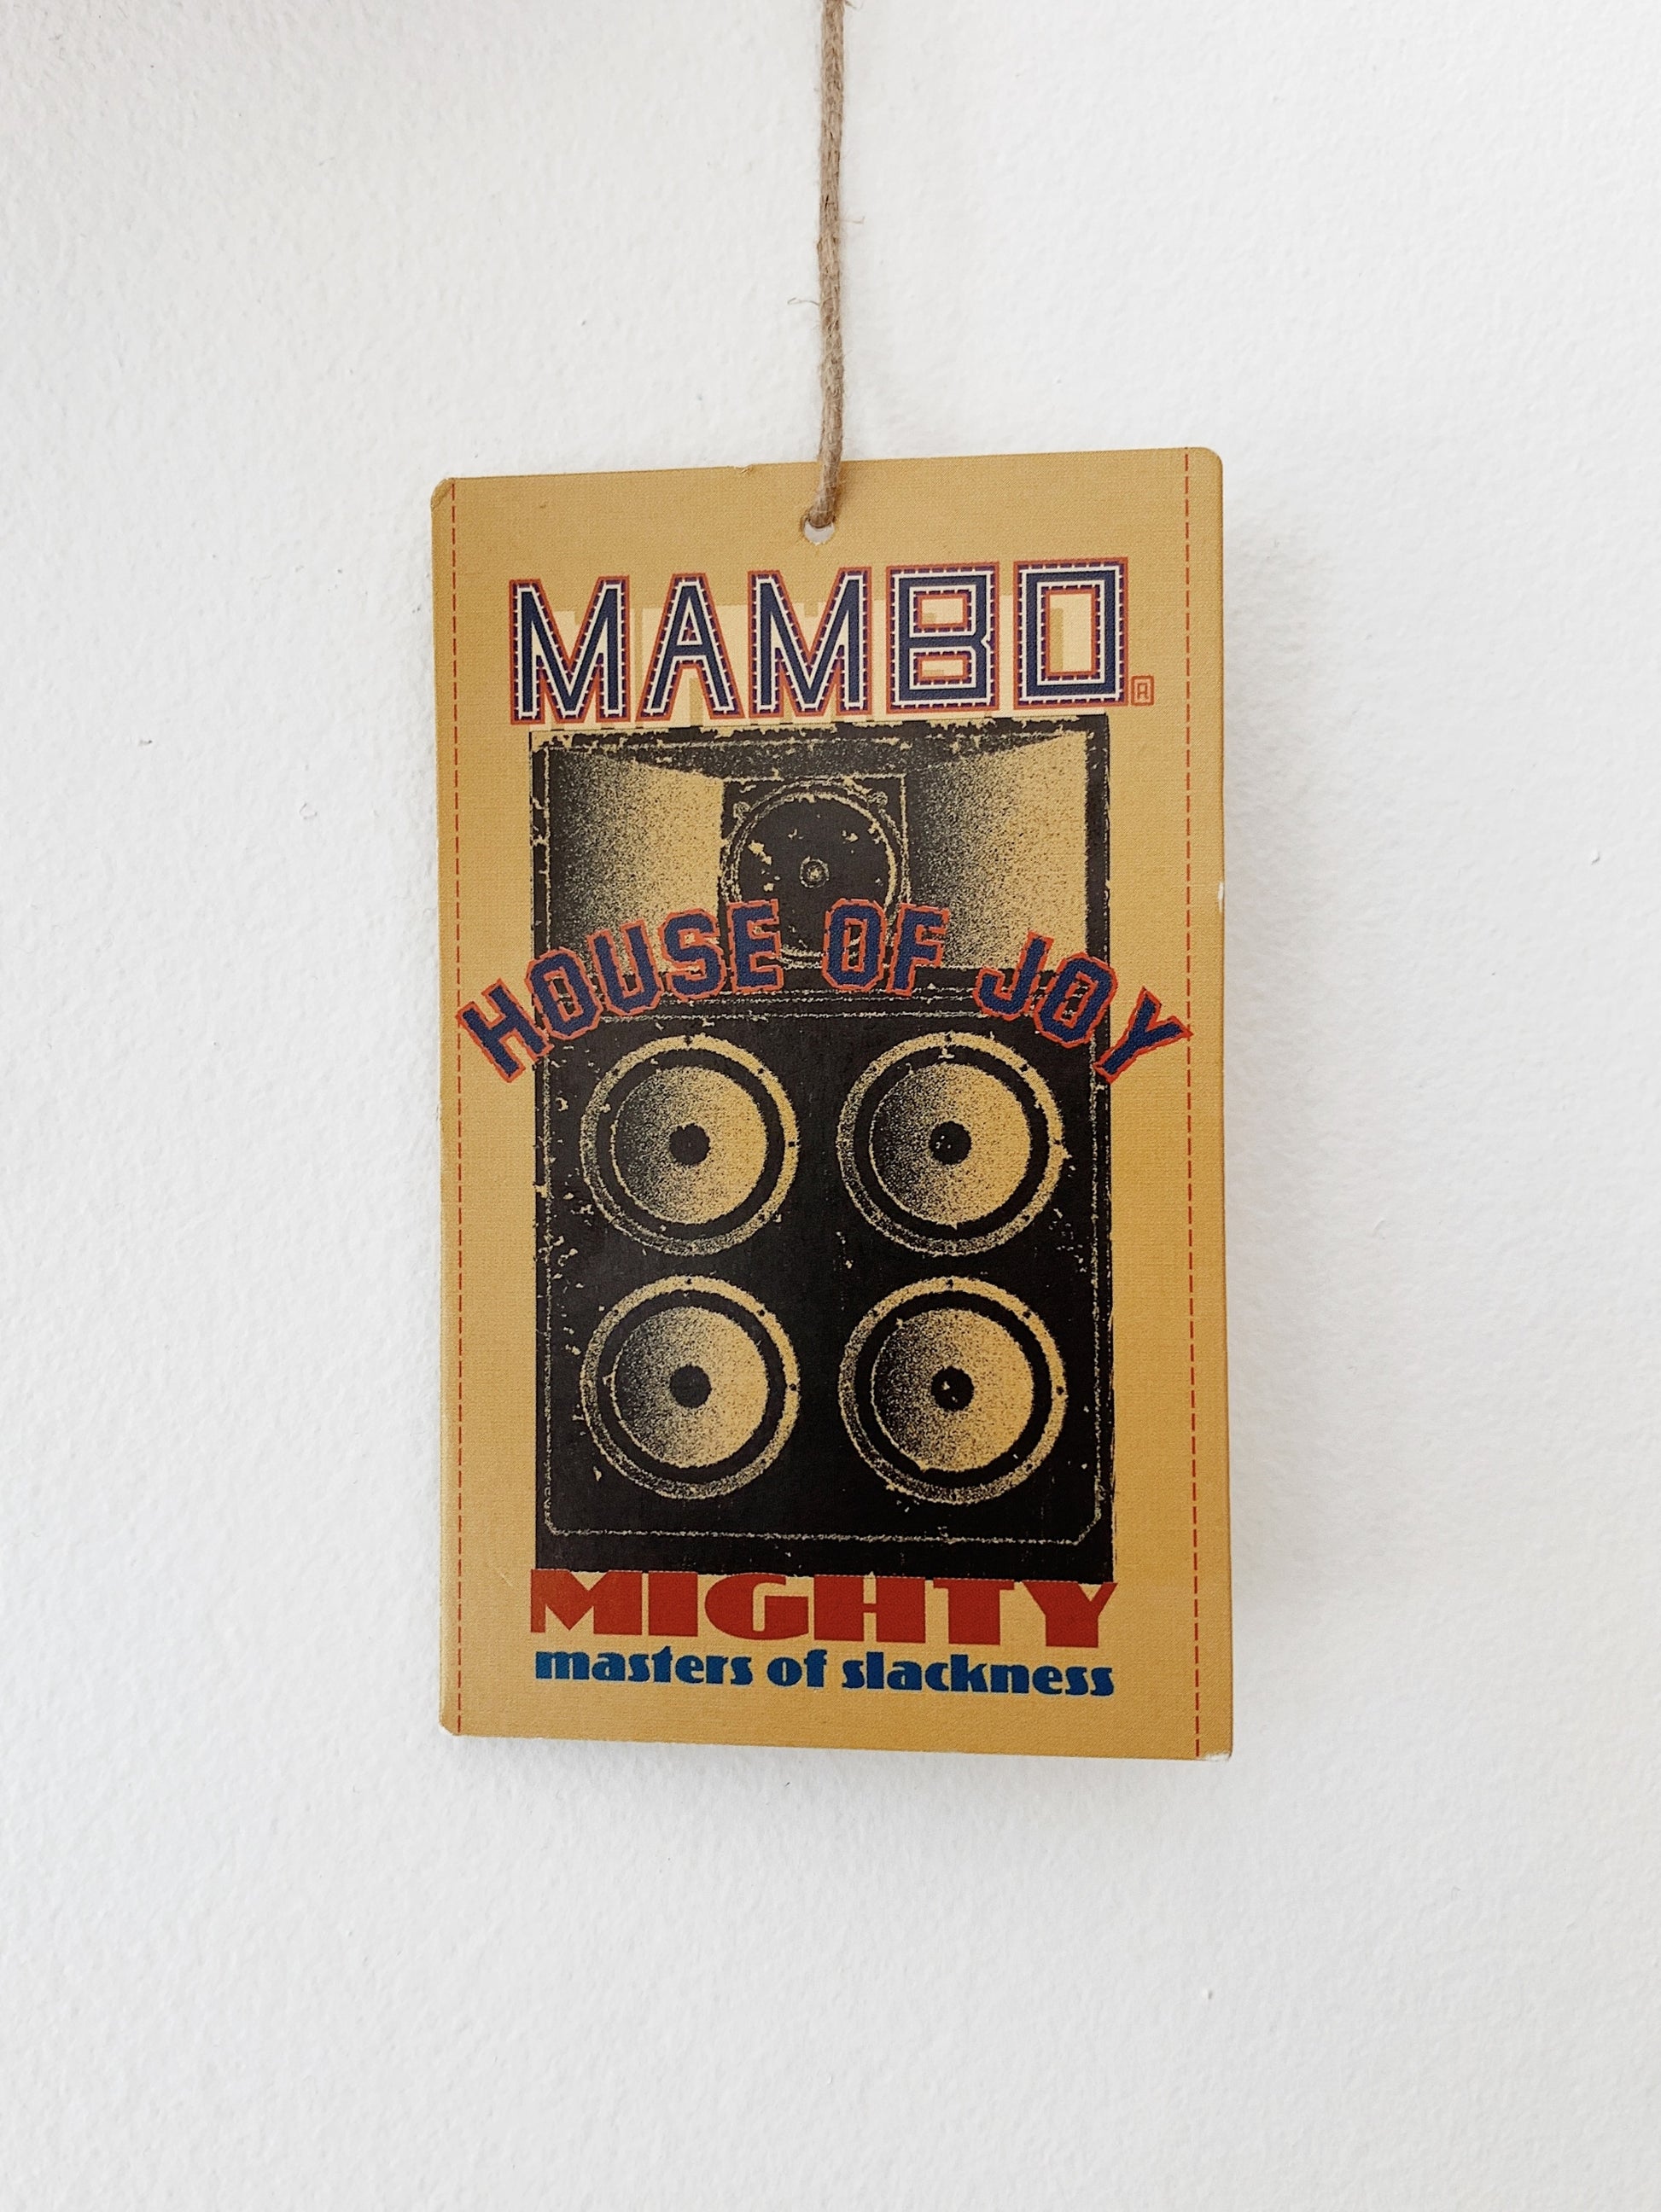 MAMBO®
HOUSE OF JOY
MIGHTY
masters of slackness